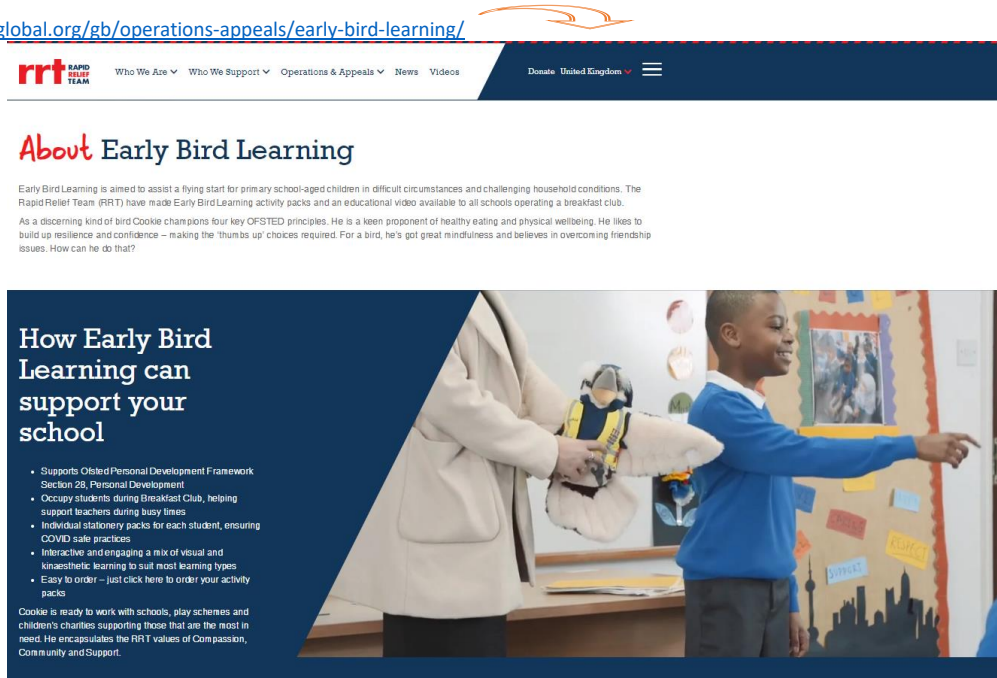 global.org/gb/operations-appeals/early-bird-learning/
rrt RAPID
RELIEF
TEAM
Who We Are Who We Support Operations & Appeals News Videos Donate United Kingdom
About Early Bird Learning
Early Bird Learning is aimed to assist a flying start for primary school-aged children in difficult circumstances and challenging household conditions. The
Rapid Relief Team (RRT) have made Early Bird Learning activity packs and an educational video available to all schools operating a breakfast club.
As a discerning kind of bird Cookie champions four key OFSTED principles. He is a keen proponent of healthy eating and physical wellbeing. He likes to
build up resilience and confidence – making the 'thumbs up' choices required. For a bird, he's got great mindfulness and believes in overcoming friendship
issues. How can he do that?
How Early Bird
Learning can
support your
school
• Supports Ofsted Personal Development Framework
Section 28, Personal Development
• Occupy students during Breakfast Club, helping
support teachers during busy times
• Individual stationery packs for each student, ensuring
COVID safe practices
• Interactive and engaging a mix of visual and
kinaesthetic learning to suit most learning types
• Easy to order – just click here to order your activity
packs
Cookie is ready to work with schools, play schemes and
children's charities supporting those that are the most in
need. He encapsulates the RRT values of Compassion,
Community and Support.
RESPECT
SUPPORT